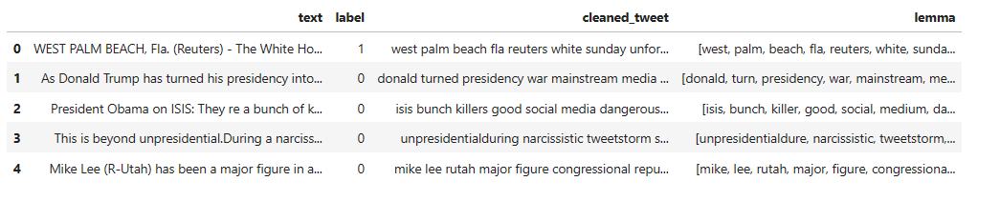 text label cleaned_tweet lemma
0 WEST PALM BEACH, Fla. (Reuters) - The White Ho... 1 west palm beach fla reuters white sunday unfor... [west, palm, beach, fla, reuters, white, sunda...
1 As Donald Trump has turned his presidency into... 0 donald turned presidency war mainstream media ... [donald, turn, presidency, war, mainstream, me...
2 President Obama on ISIS: They re a bunch of k... 0 isis bunch killers good social media dangerous... [isis, bunch, killer, good, social, medium, da...
3 This is beyond unpresidential.During a narciss... 0 unpresidentialduring narcissistic tweetstorm s... [unpresidentialdure, narcissistic, tweetstorm,...
4 Mike Lee (R-Utah) has been a major figure in a... 0 mike lee rutah major figure congressional repu... [mike, lee, rutah, major, figure, congressiona...